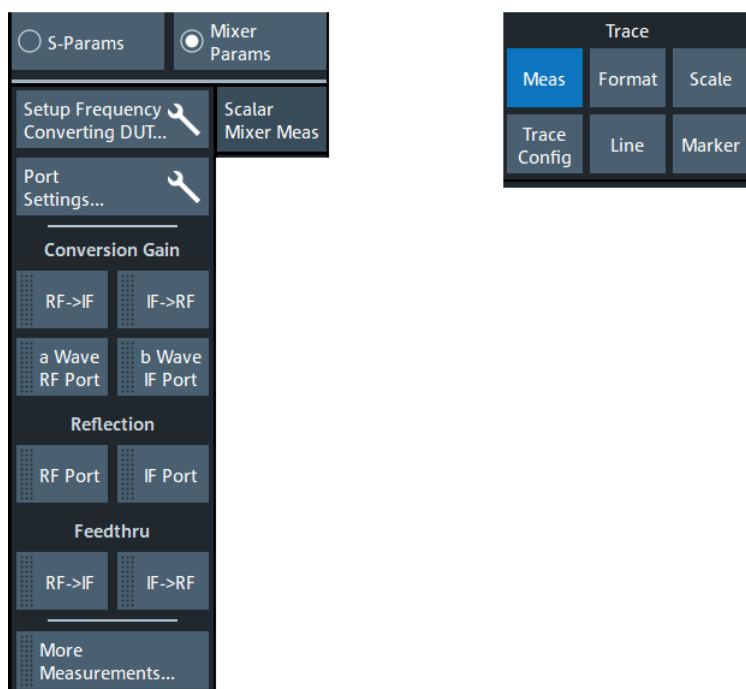 S-Params
Mixer
Params
Setup Frequency
Converting DUT...
Scalar
Mixer Meas
Port
Settings...
Conversion Gain
RF->IF
IF->RF
a Wave
RF Port
b Wave
IF Port
Reflection
RF Port
IF Port
Feedthru
RF->IF
IF->RF
More
Measurements...
Trace
Meas
Format
Scale
Trace
Config
Line
Marker